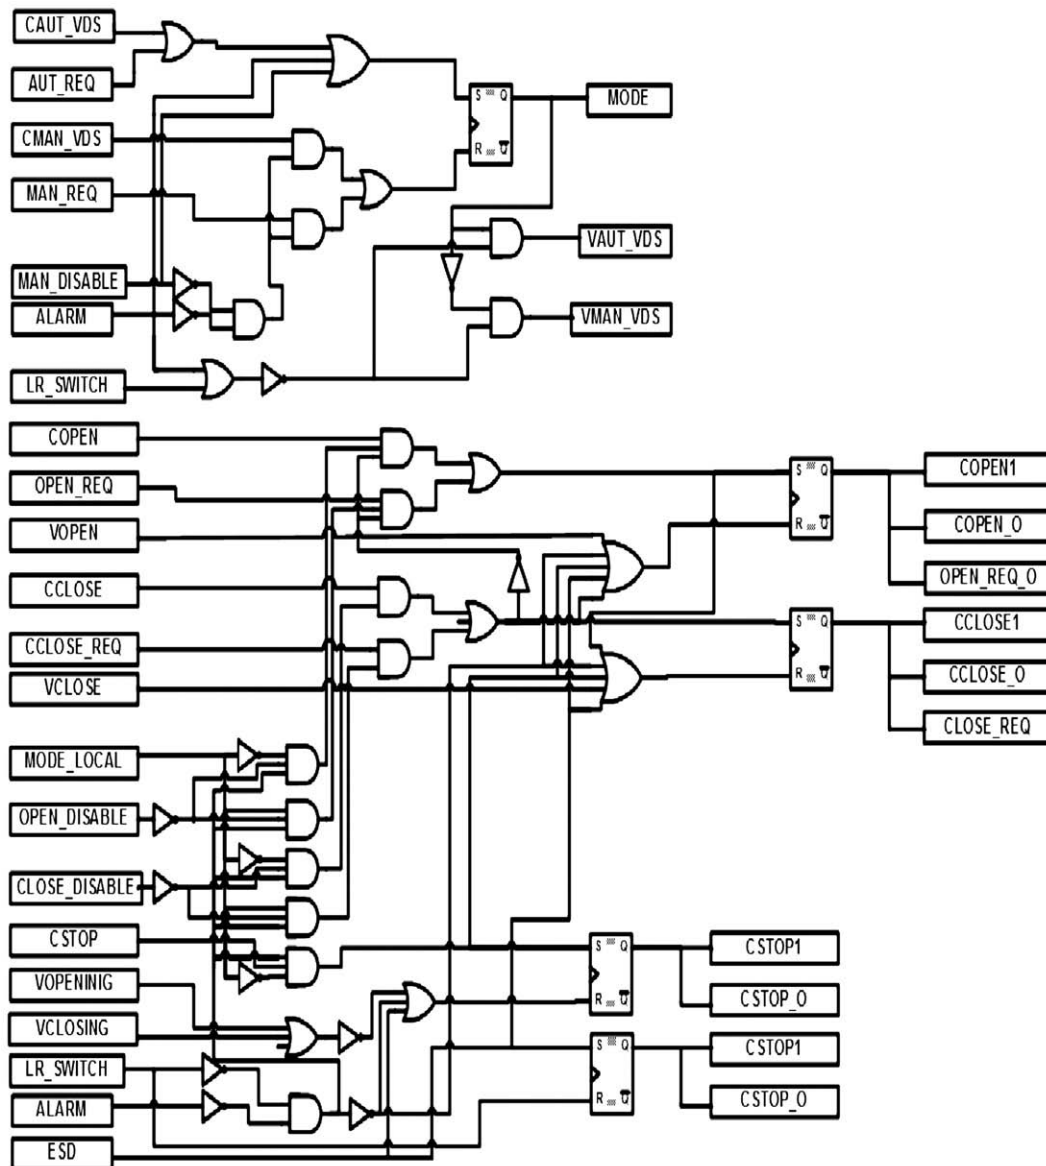 CAUT_VDS
AUT_REQ
CMAN_VDS
MAN_REQ
MAN_DISABLE
ALARM
LR_SWITCH
S Q
R Q
MODE
VAUT_VDS
VMAN_VDS
COPEN
OPEN_REQ
VOPEN
CCLOSE
CCLOSE_REQ
VCLOSE
MODE_LOCAL
OPEN_DISABLE
CLOSE_DISABLE
CSTOP
VOPENINIG
VCLOSING
LR_SWITCH
ALARM
ESD
S Q
R Q
COPEN1
COPEN_O
OPEN_REQ_O
S Q
R Q
CCLOSE1
CCLOSE_O
CLOSE_REQ
S Q
R Q
CSTOP1
CSTOP_O
S Q
R Q
CSTOP1
CSTOP_O